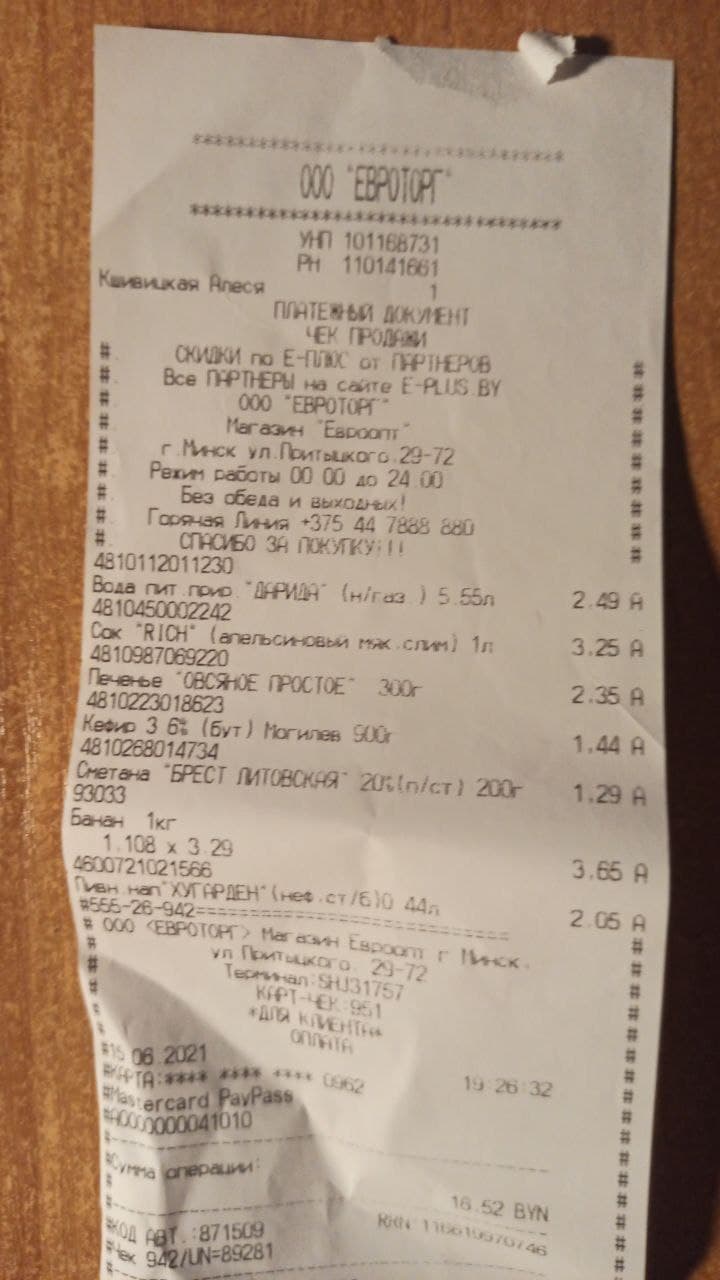 *********************************
ООО "ЕВРОТОРГ"
*********************************
УНП 101168731
РН 110141661
Кшивицкая Алеся 1
ПЛАТЕЖНЫЙ ДОКУМЕНТ
ЧЕК ПРОДАЖИ
#. СКИДКИ по Е-ПЛЮС от ПАРТНЕРОВ #
#. Все ПАРТНЕРЫ на сайте E-PLUS.BY #
#. ООО "ЕВРОТОРГ" #
#. Магазин "Евроопт" #
#. г.Минск ул.Притыцкого.29-72 #
#. Режим работы 00 00 до 24.00 #
#. Без обеда и выходных! #
#. Горячая Линия +375 44 7888 880 #
#. СПАСИБО ЗА ПОКУПКУ!!! #
4810112011230
Вода пит.прир."ДАРИДА" (н/газ.) 5.55л 2.49 А
4810450002242
Сок "RICH" (апельсиновый мяк.слим) 1л 3.25 А
4810987069220
Печенье "ОВСЯНОЕ ПРОСТОЕ" 300г 2.35 А
4810223018623
Кефир 3 6% (бут) Могилев 900г 1.44 А
4810268014734
Сметана "БРЕСТ ЛИТОВСКАЯ" 20%(п/ст) 200г 1.29 А
93033
Банан 1кг
1.108 x 3.29 3.65 А
4600721021566
Пивн.нап"ХУГАРДЕН"(неф.ст/б)0 44л 2.05 А
#555-26-942==============================
# ООО <ЕВРОТОРГ> Магазин Евроопт г Минск. #
# ул Притыцкого. 29-72 #
# Терминал:SHJ31757 #
# КАРТ-ЧЕК:951 #
# *ДЛЯ КЛИЕНТА* #
# ОПЛАТА #
#15 06 2021 19:26:32 #
#КАРТА:**** **** **** 0962 #
#Mastercard PayPass #
#A0000000041010 #
#Сумма операции: #
# 16.52 BYN #
#КОД АВТ.:871509 RRN #
#Чек 942/UN=89281 #